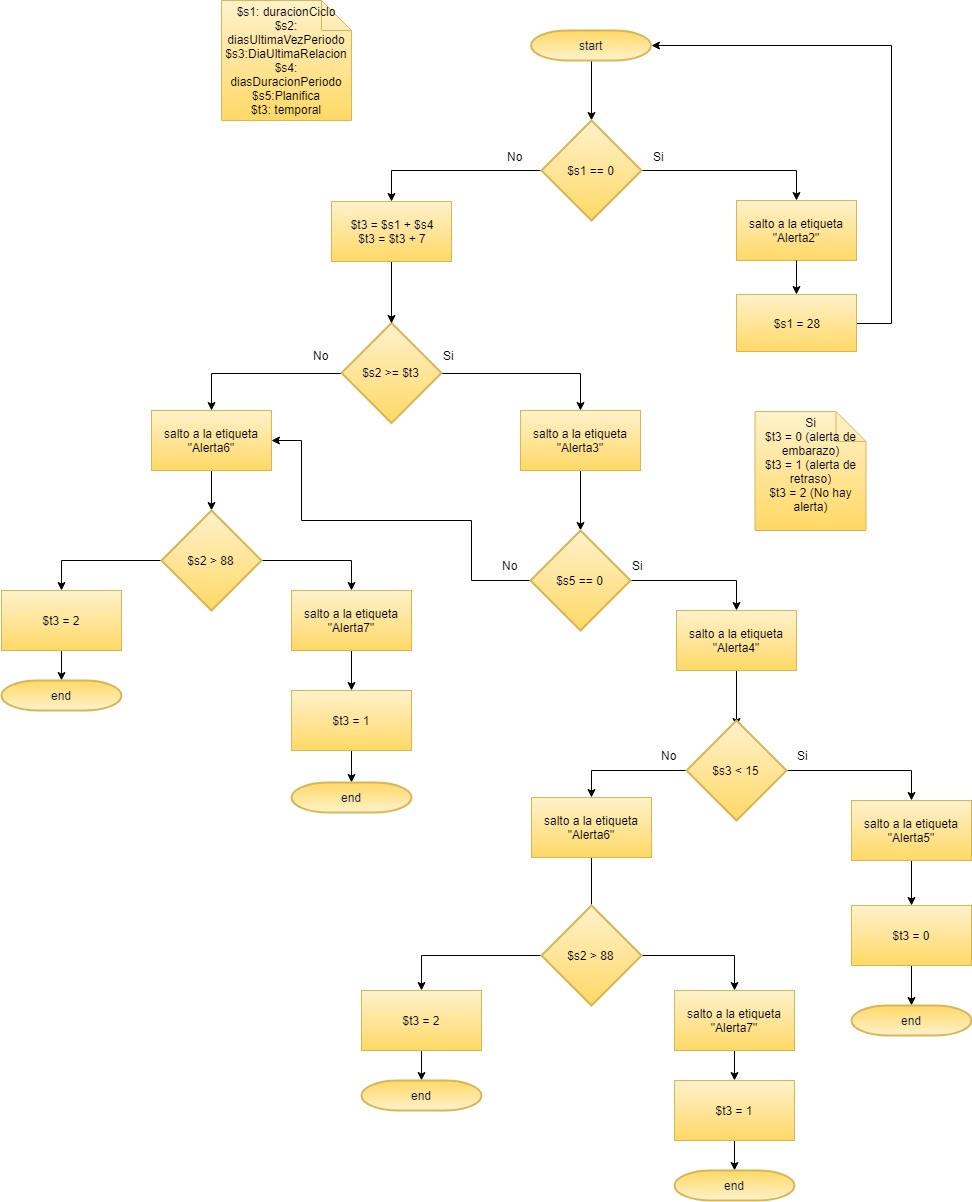 $s1: duracionCiclo
$s2:
diasUltimaVezPeriodo
$s3:DiaUltimaRelacion
$s4:
diasDuracionPeriodo
$s5:Planifica
$t3: temporal
start
$s1 == 0
No
Si
$t3 = $s1 + $s4
$t3 = $t3 + 7
salto a la etiqueta
"Alerta2"
$s1 = 28
$s2 >= $t3
No
Si
salto a la etiqueta
"Alerta6"
salto a la etiqueta
"Alerta3"
Si
$t3 = 0 (alerta de
embarazo)
$t3 = 1 (alerta de
retraso)
$t3 = 2 (No hay
alerta)
$s2 > 88
$t3 = 2
end
salto a la etiqueta
"Alerta7"
$t3 = 1
end
No
$s5 == 0
Si
salto a la etiqueta
"Alerta4"
No
$s3 < 15
Si
salto a la etiqueta
"Alerta6"
salto a la etiqueta
"Alerta5"
$t3 = 0
end
$s2 > 88
$t3 = 2
end
salto a la etiqueta
"Alerta7"
$t3 = 1
end